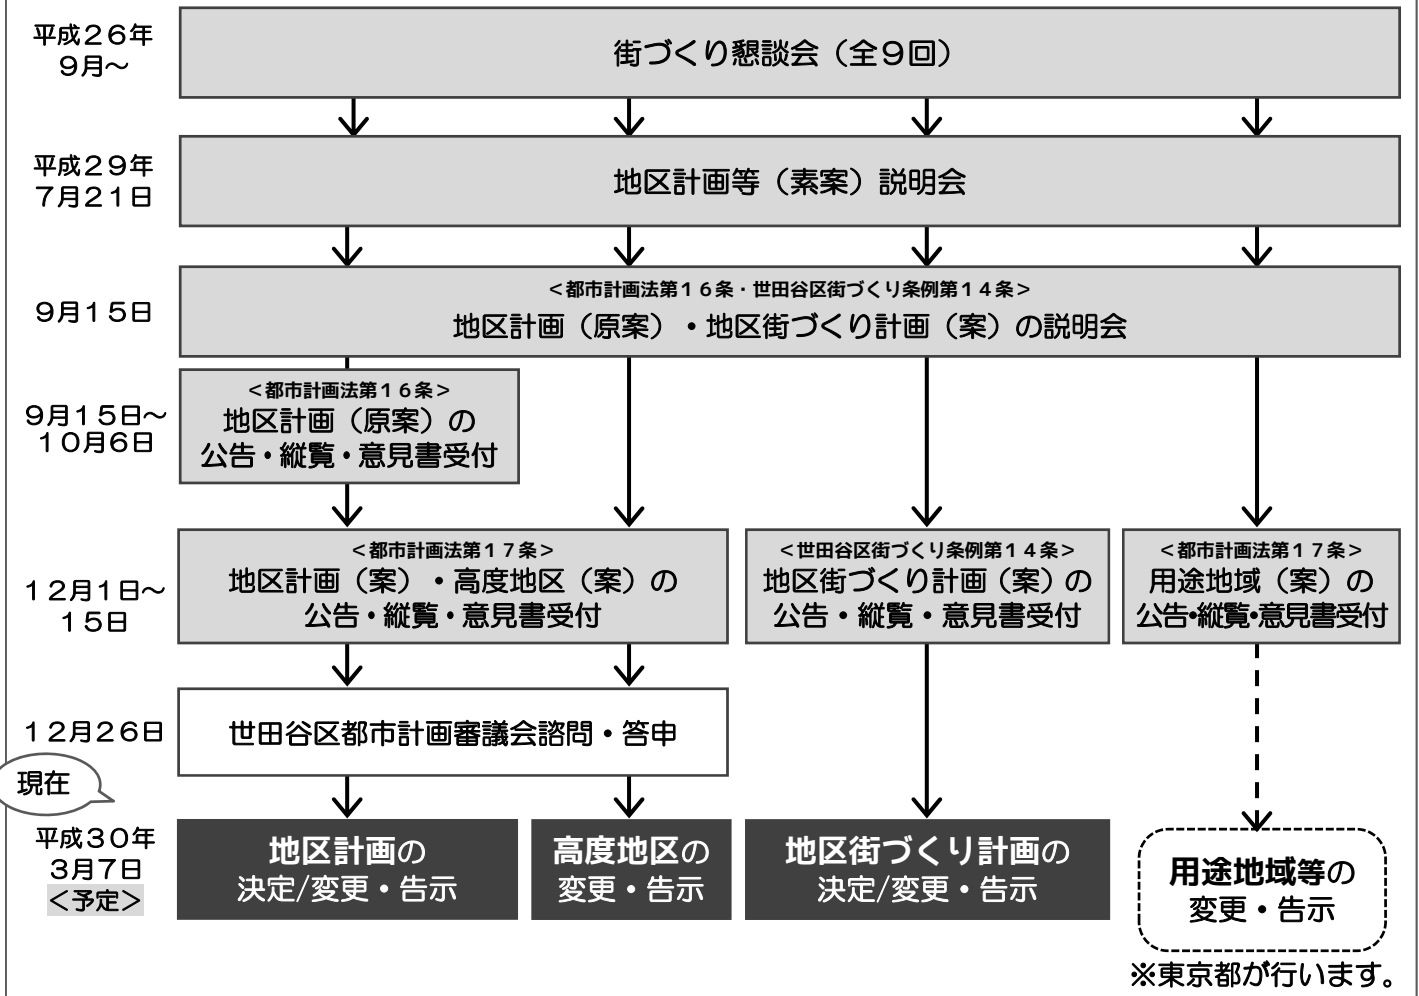 平成26年
9月～
街づくり懇談会（全9回）
平成29年
7月21日
地区計画等（素案）説明会
9月15日
＜都市計画法第16条・世田谷区街づくり条例第14条＞
地区計画（原案）・地区街づくり計画（案）の説明会
9月15日～
10月6日
＜都市計画法第16条＞
地区計画（原案）の
公告・縦覧・意見書受付
12月1日～
15日
＜都市計画法第17条＞
地区計画（案）・高度地区（案）の
公告・縦覧・意見書受付
＜世田谷区街づくり条例第14条＞
地区街づくり計画（案）の
公告・縦覧・意見書受付
＜都市計画法第17条＞
用途地域（案）の
公告・縦覧・意見書受付
12月26日
世田谷区都市計画審議会諮問・答申
現在
平成30年
3月7日
＜予定＞
地区計画の
決定/変更・告示
高度地区の
変更・告示
地区街づくり計画の
決定/変更・告示
用途地域等の
変更・告示
※東京都が行います。